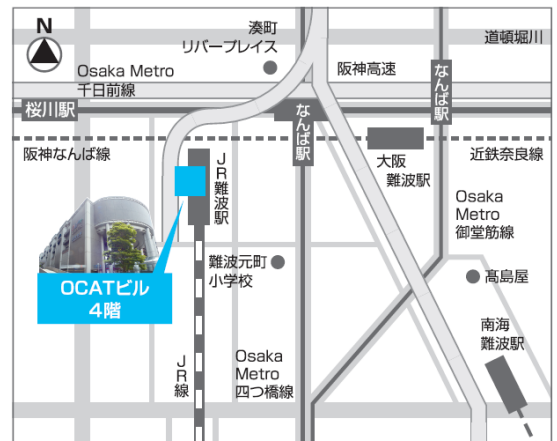 N
湊町
リバープレイス
道頓堀川
Osaka Metro
千日前線
阪神高速
なんば駅
桜川駅
なんば駅
阪神なんば線
大阪
難波駅
近鉄奈良線
JR難波駅
Osaka
Metro
御堂筋線
難波元町
小学校
髙島屋
OCATビル
4階
南海
難波駅
JR線
Osaka
Metro
四つ橋線